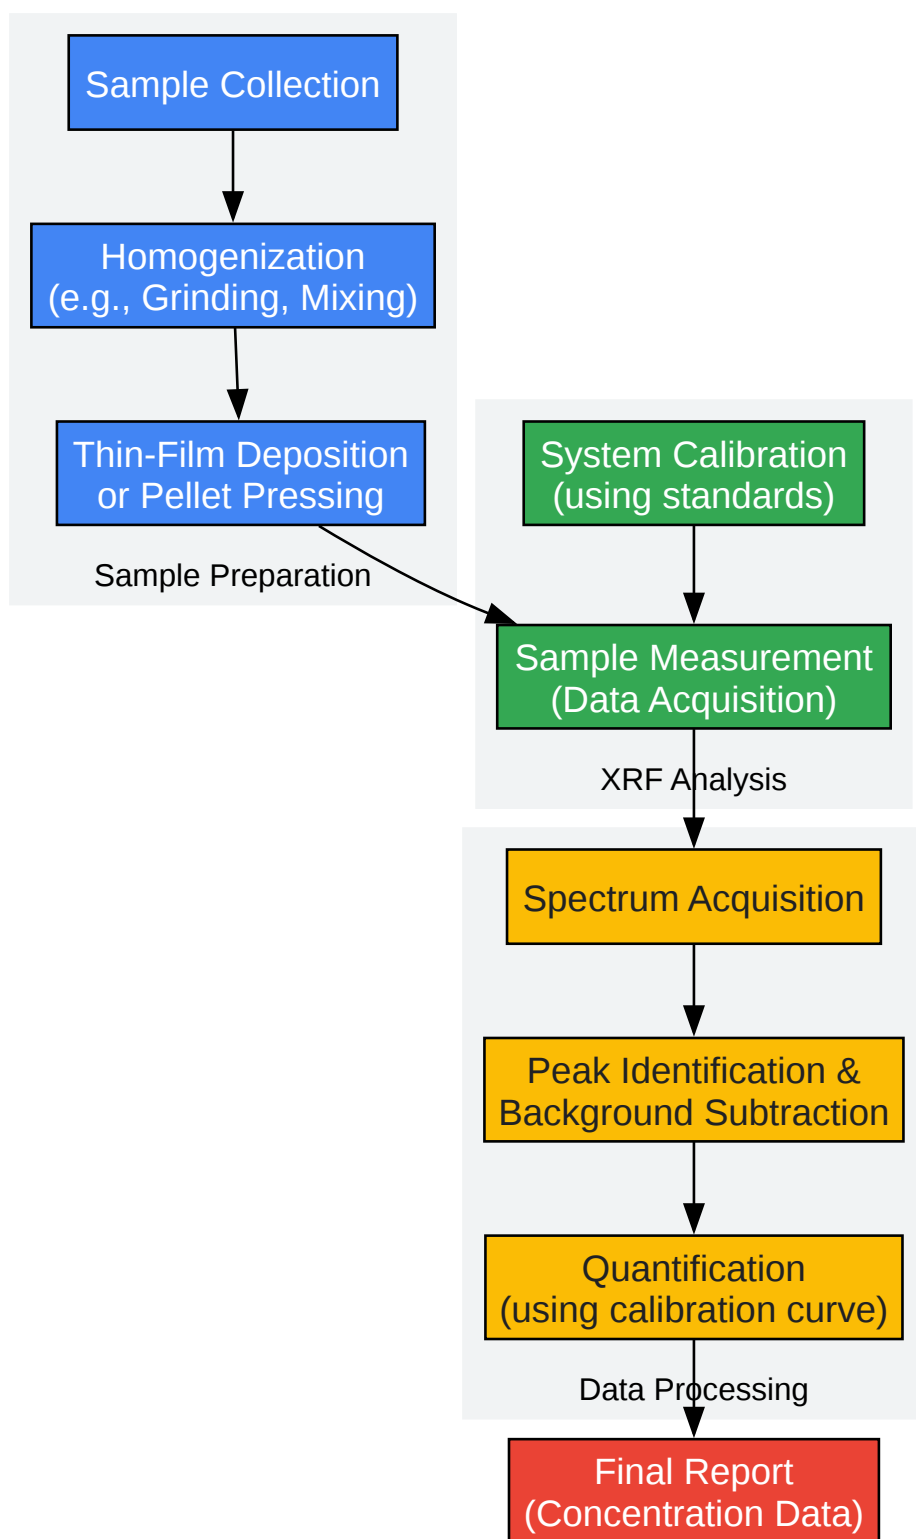 Sample Collection
Homogenization
(e.g., Grinding, Mixing)
Thin-Film Deposition
or Pellet Pressing
Sample Preparation
System Calibration
(using standards)
Sample Measurement
(Data Acquisition)
XRF Analysis
Spectrum Acquisition
Peak Identification &
Background Subtraction
Quantification
(using calibration curve)
Data Processing
Final Report
(Concentration Data)